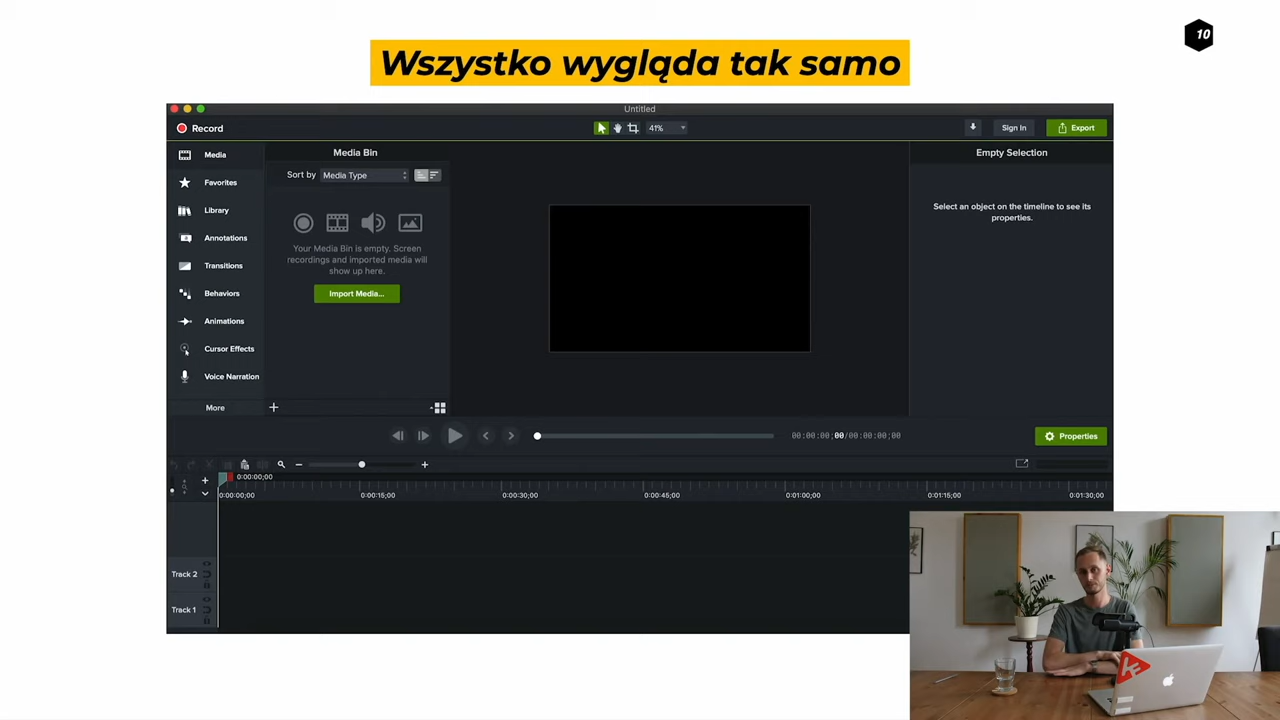 10
Wszystko wygląda tak samo
Untitled
Record
41%
Sign In
Export
Media
Favorites
Library
Annotations
Transitions
Behaviors
Animations
Cursor Effects
Voice Narration
More
Media Bin
Sort by Media Type
Your Media Bin is empty. Screen
recordings and imported media will
show up here.
Import Media...
Empty Selection
Select an object on the timeline to see its
properties.
00:00:00;00/00:00:00;00
Properties
0:00:00;00
0:00:00;00 0:00:15;00 0:00:30;00 0:00:45;00 0:01:00;00 0:01:15;00 0:01:30;00
Track 2
Track 1